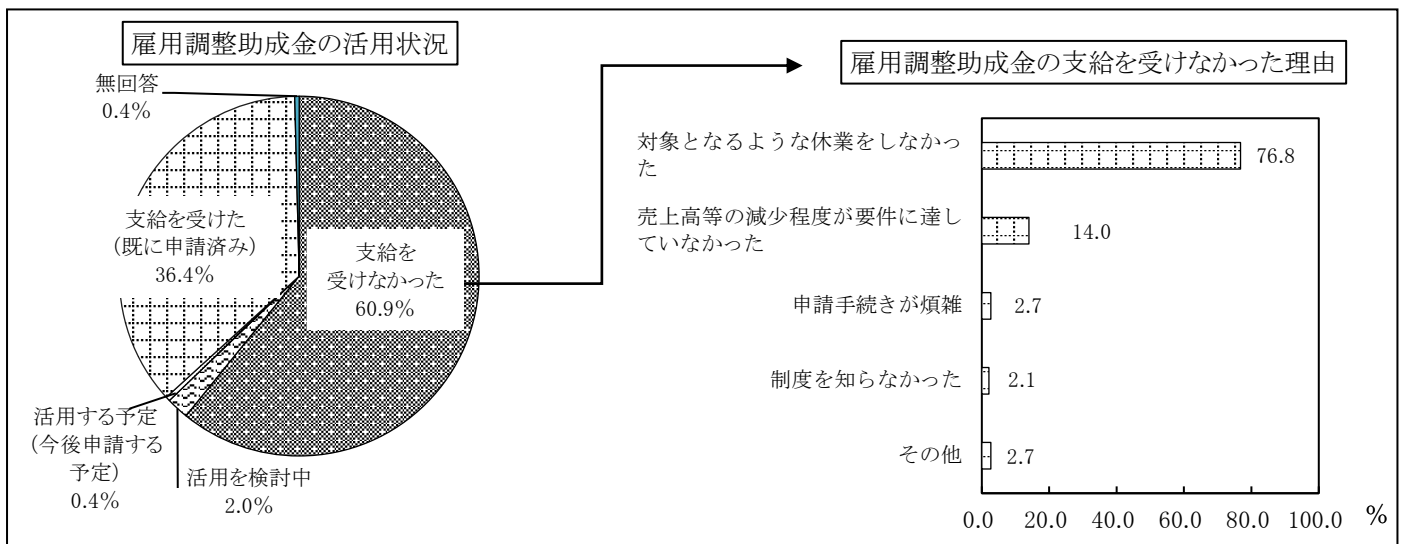 雇用調整助成金の活用状況
無回答
0.4%
支給を受けた
(既に申請済み)
36.4%
支給を
受けなかった
60.9%
活用する予定
(今後申請する
予定)
0.4%
活用を検討中
2.0%
雇用調整助成金の支給を受けなかった理由
対象となるような休業をしなかっ
た
76.8
売上高等の減少程度が要件に達し
ていなかった
14.0
申請手続きが煩雑
2.7
制度を知らなかった
2.1
その他
2.7
0.0 20.0 40.0 60.0 80.0 100.0 %